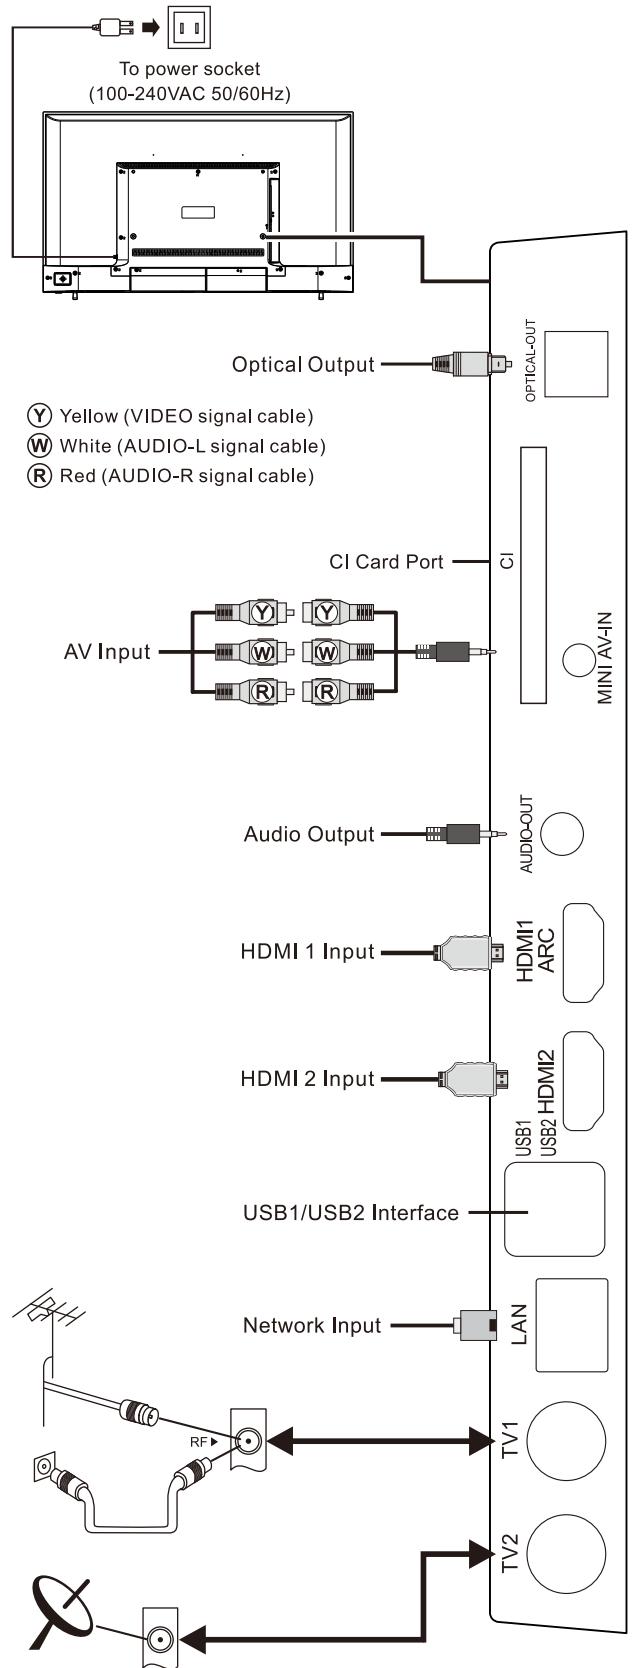 To power socket
(100-240VAC 50/60Hz)
Optical Output
OPTICAL-OUT
Y Yellow (VIDEO signal cable)
W White (AUDIO-L signal cable)
R Red (AUDIO-R signal cable)
CI Card Port
CI
AV Input
Y Y
W W
R R
MINI AV-IN
Audio Output
AUDIO-OUT
HDMI 1 Input
HDMI1
ARC
HDMI 2 Input
HDMI2
USB1
USB2
USB1/USB2 Interface
Network Input
LAN
RF ▶
TV1
TV2